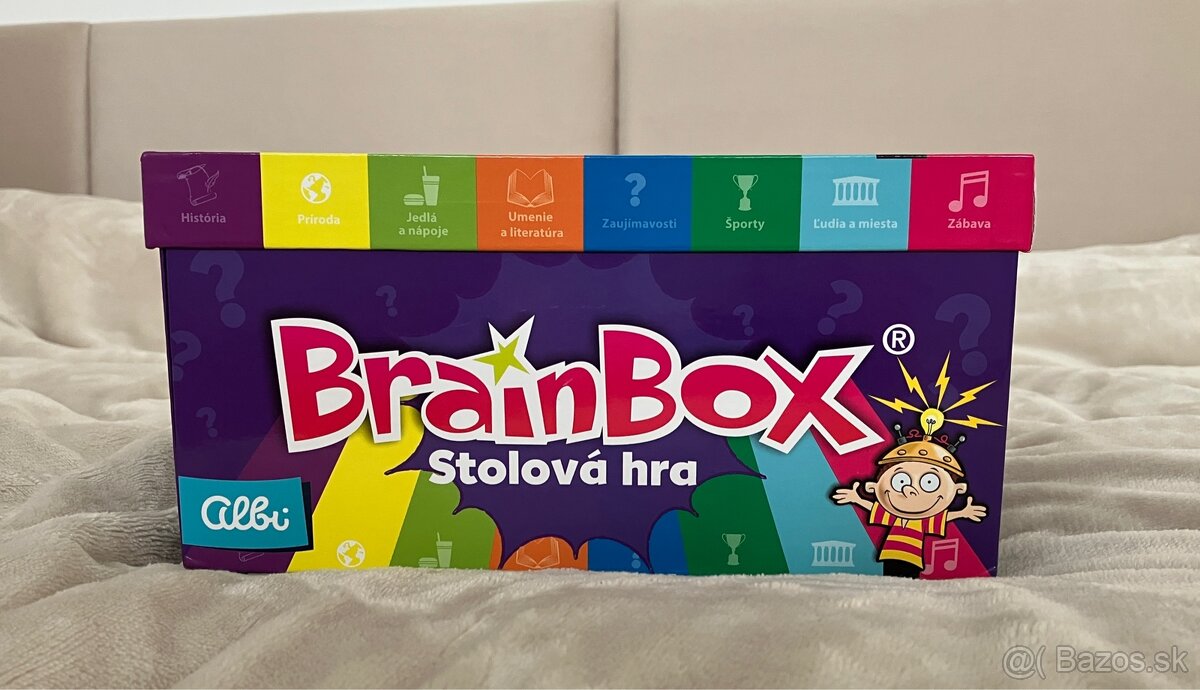 História
Príroda
Jedlá
a nápoje
Umenie
a literatúra
Zaujímavosti
Športy
Ľudia a miesta
Zábava
BrainBox®
Stolová hra
albi
@( Bazos.sk